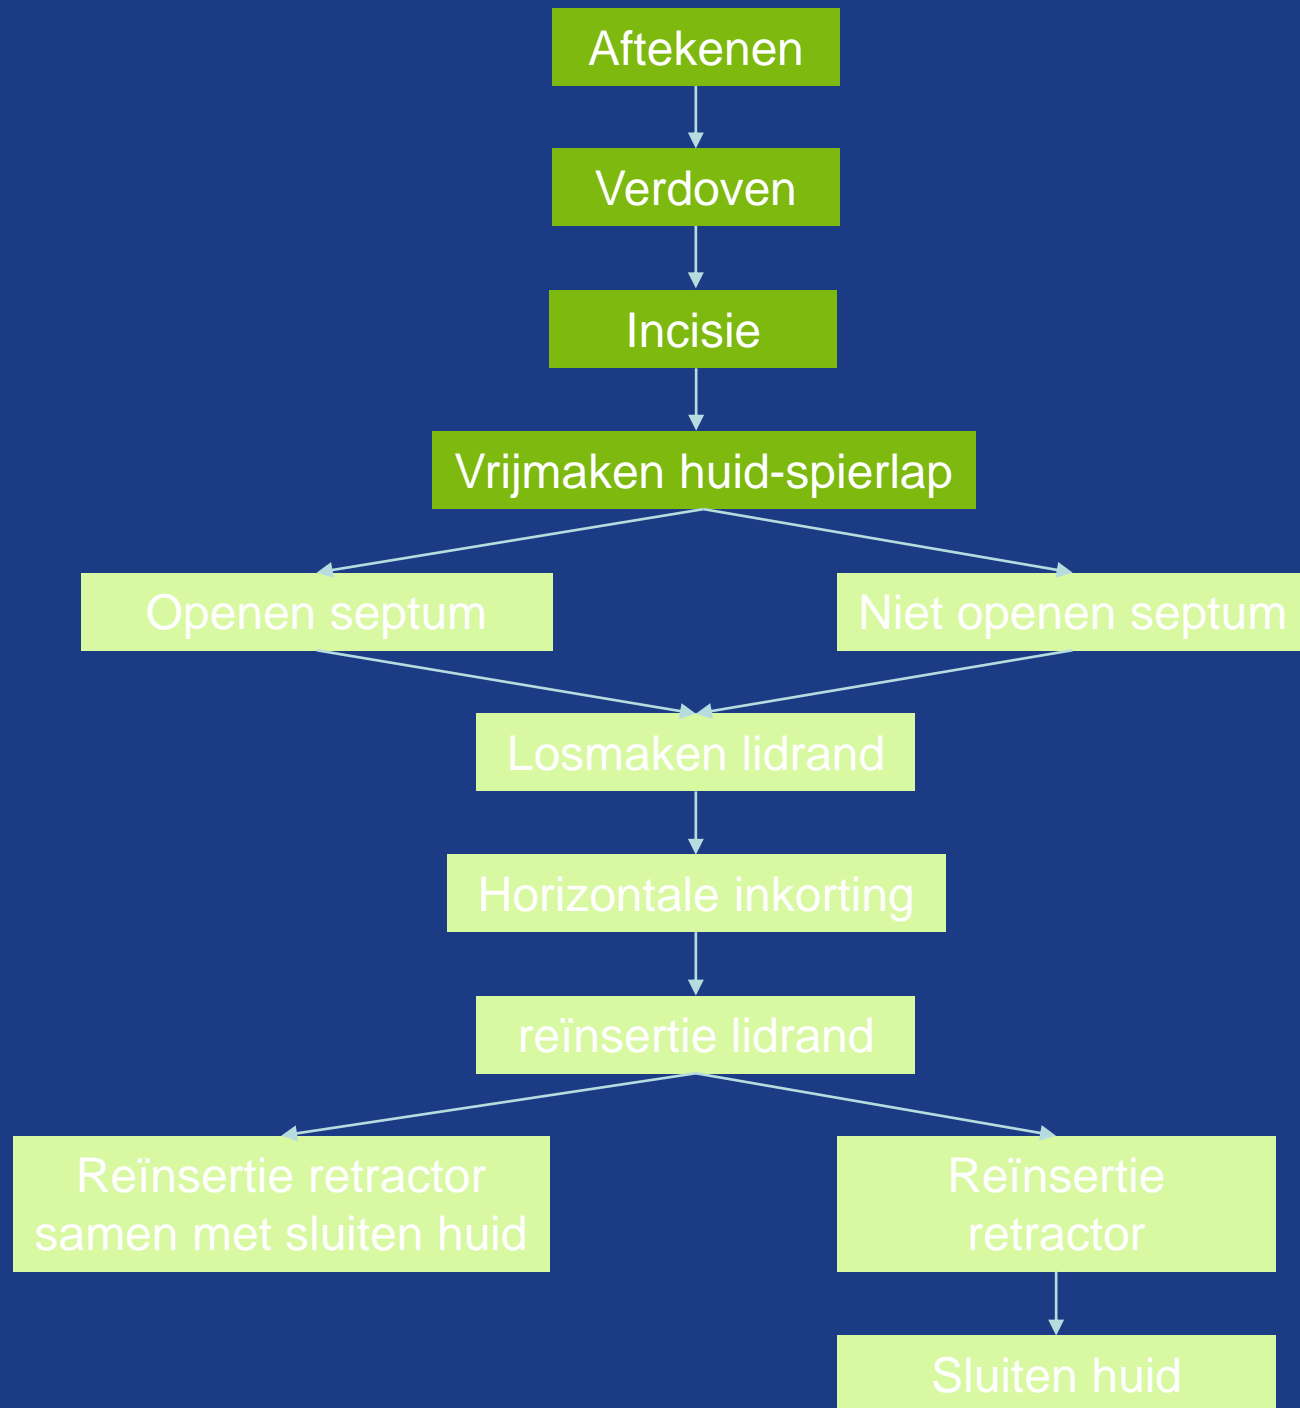 Aftekenen
Verdoven
Incisie
Vrijmaken huid-spierlap
Openen septum
Niet openen septum
Losmaken lidrand
Horizontale inkorting
reïnsertie lidrand
Reïnsertie retractor
samen met sluiten huid
Reïnsertie
retractor
Sluiten huid